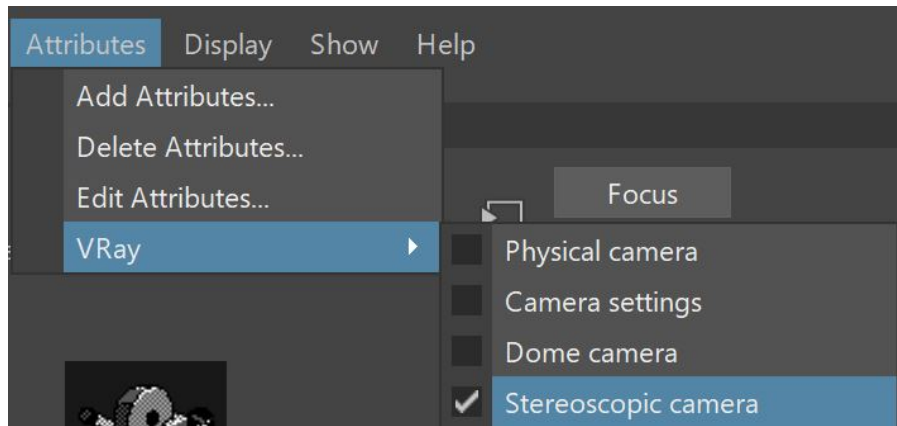 Attributes Display Show Help
Add Attributes...
Delete Attributes...
Edit Attributes...
Focus
VRay
Physical camera
Camera settings
Dome camera
Stereoscopic camera